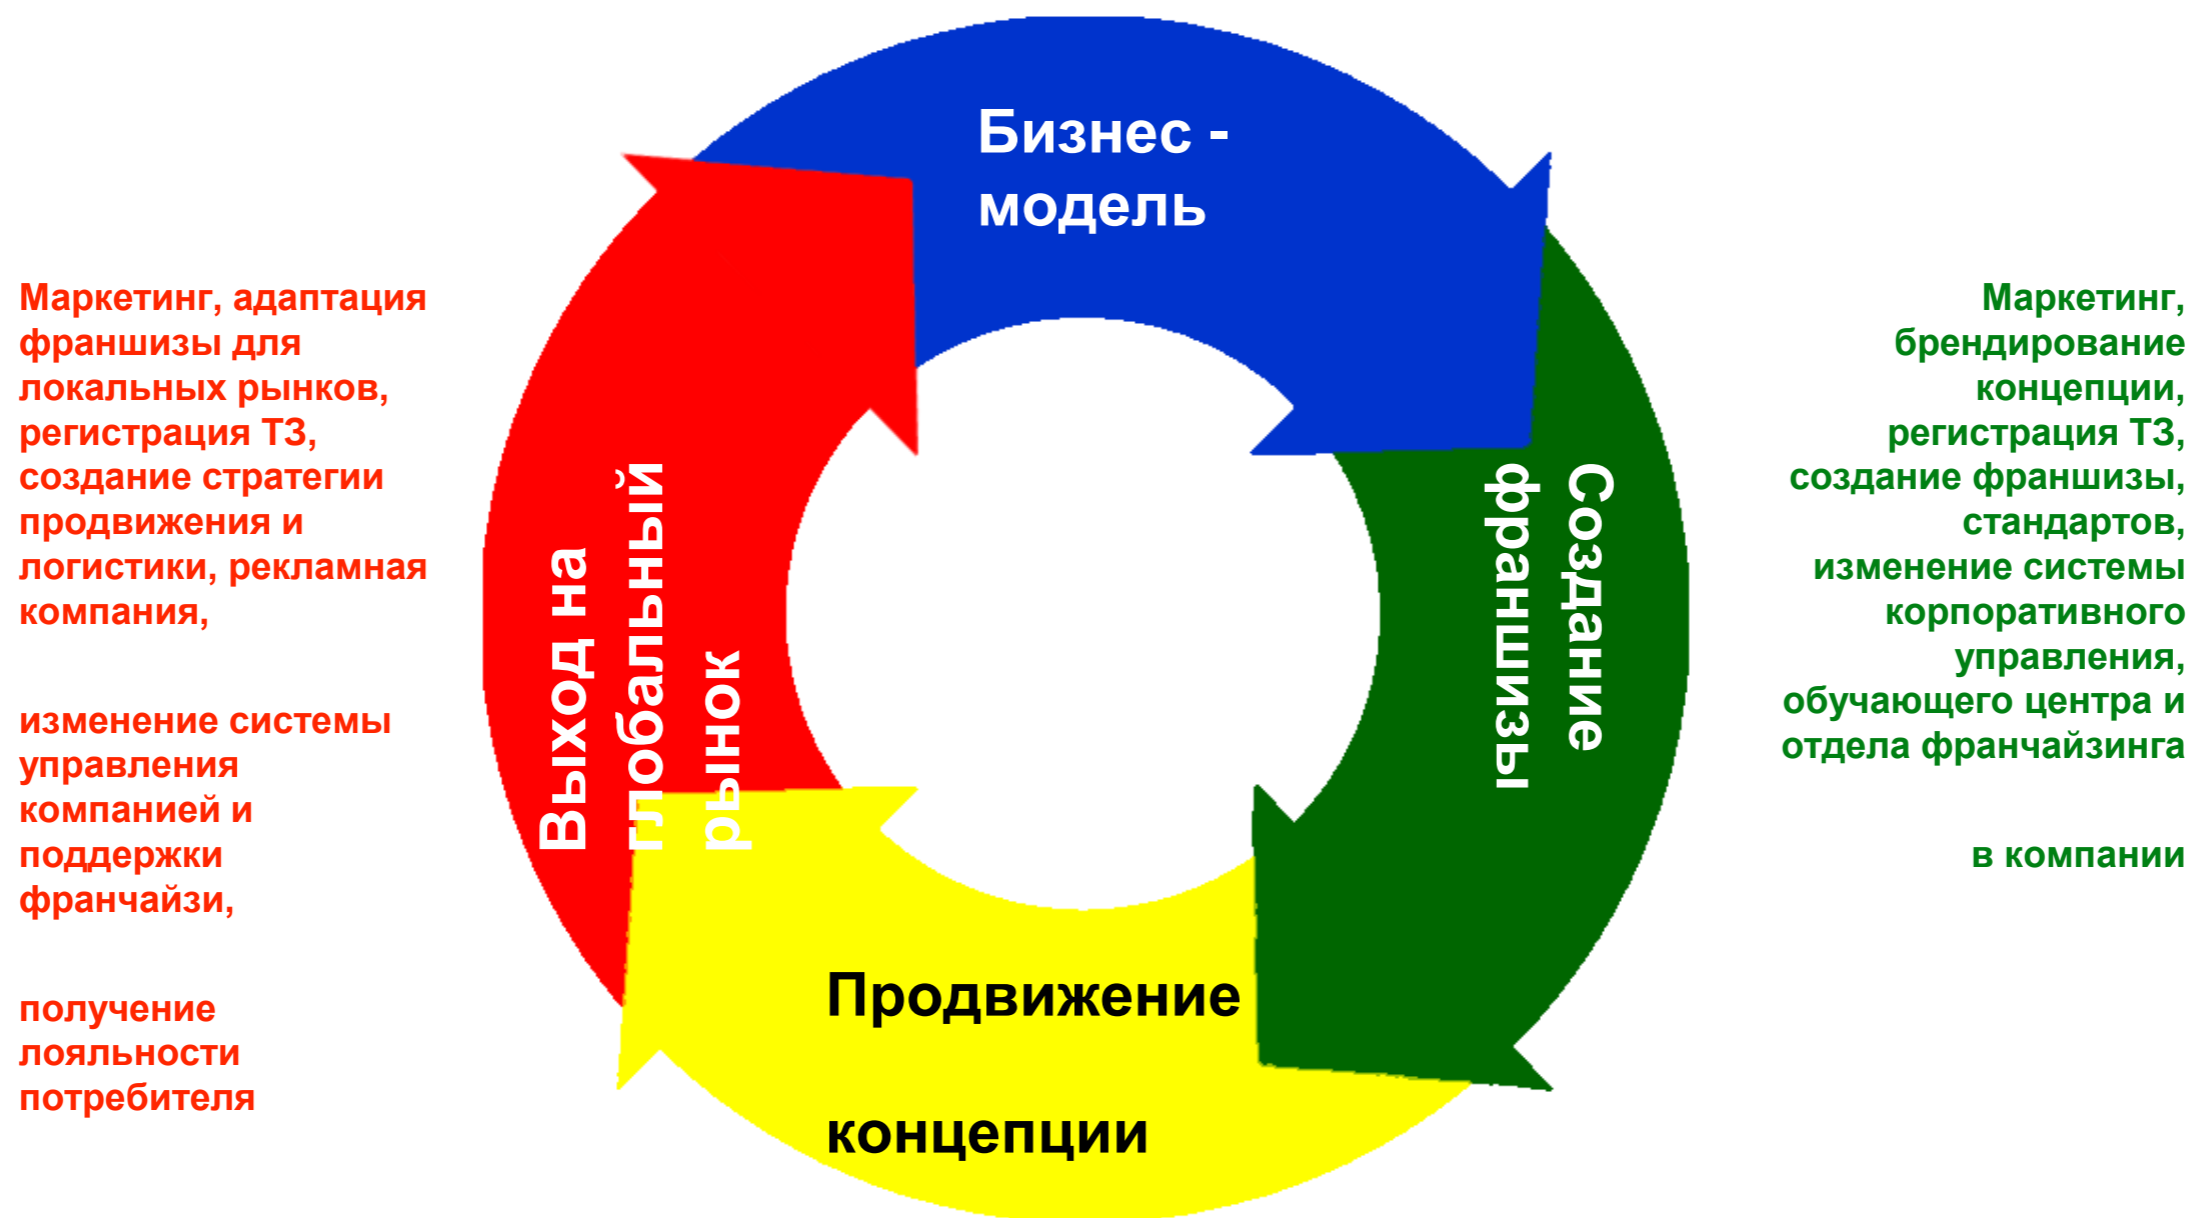 Бизнес -
модель
Маркетинг, адаптация
франшизы для
локальных рынков,
регистрация ТЗ,
создание стратегии
продвижения и
логистики, рекламная
компания,
изменение системы
управления
компанией и
поддержки
франчайзи,
получение
лояльности
потребителя
Выход на
глобальный
рынок
Создание
франшизы
Маркетинг,
брендирование
концепции,
регистрация ТЗ,
создание франшизы,
стандартов,
изменение системы
корпоративного
управления,
обучающего центра и
отдела франчайзинга
в компании
Продвижение
концепции